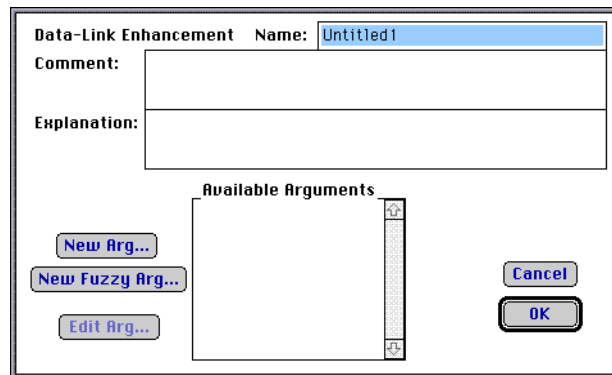 Data-Link Enhancement Name: Untitled1
Comment:
Explanation:
Available Arguments
New Arg...
New Fuzzy Arg...
Cancel
OK
Edit Arg...